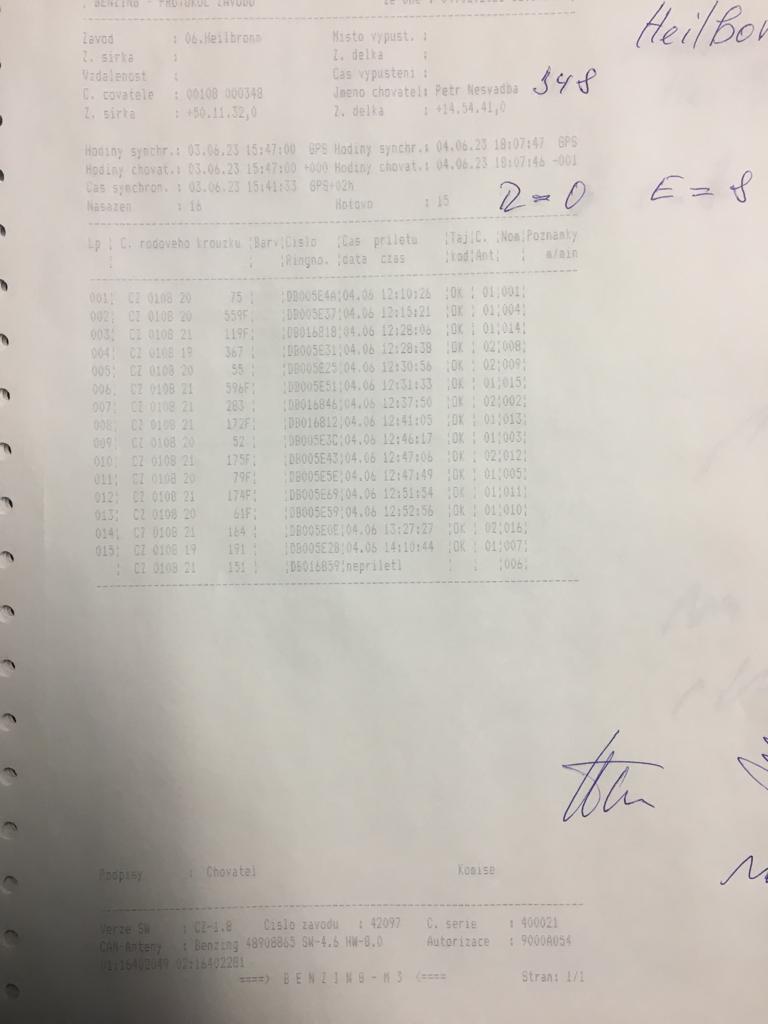 BENZING - PROTOKOL ZAVODU
Heilbor
Zavod : 06.Heilbronn Misto vypust. :
Z. sirka : Z. delka :
Vzdalenost : Cas vypusteni :
C. covatele : 00108 000348 Jmeno chovatel: Petr Nesvadba 348
Z. sirka : +50.11.32,0 Z. delka : +14.54.41,0
Hodiny synchr.: 03.06.23 15:47:00 GPS Hodiny synchr.: 04.06.23 18:07:47 GPS
Hodiny chovat.: 03.06.23 15:47:00 +000 Hodiny chovat.: 04.06.23 18:07:46 -001
Cas synchron. : 03.06.23 15:41:33 GPS+02h
Nasazen : 16 Hotovo : 15 R = 0 E = 8
Lp ¦ C. rodoveho krouzku ¦Barv¦Cislo ¦Cas priletu ¦Taj¦C. ¦Nom¦Poznamky
¦ ¦ ¦Ringno.¦data czas ¦kod¦Ant¦ ¦ m/min
001¦ CZ 0108 20 75 ¦ ¦DB005E4A¦04.06 12:10:26 ¦OK ¦ 01¦001¦
002¦ CZ 0108 20 559F¦ ¦DB005E37¦04.06 12:15:21 ¦OK ¦ 01¦004¦
003¦ CZ 0108 21 119F¦ ¦DB016818¦04.06 12:28:06 ¦OK ¦ 01¦014¦
004¦ CZ 0108 19 367 ¦ ¦DB005E31¦04.06 12:28:38 ¦OK ¦ 02¦008¦
005¦ CZ 0108 20 55 ¦ ¦DB005E25¦04.06 12:30:56 ¦OK ¦ 02¦009¦
006¦ CZ 0108 21 596F¦ ¦DB005E51¦04.06 12:31:33 ¦OK ¦ 01¦015¦
007¦ CZ 0108 21 283 ¦ ¦DB016846¦04.06 12:37:50 ¦OK ¦ 02¦002¦
008¦ CZ 0108 21 172F¦ ¦DB016812¦04.06 12:41:05 ¦OK ¦ 01¦013¦
009¦ CZ 0108 20 52 ¦ ¦DB005E3C¦04.06 12:46:17 ¦OK ¦ 01¦003¦
010¦ CZ 0108 21 175F¦ ¦DB005E43¦04.06 12:47:06 ¦OK ¦ 02¦012¦
011¦ CZ 0108 20 79F¦ ¦DB005E5E¦04.06 12:47:49 ¦OK ¦ 01¦005¦
012¦ CZ 0108 21 174F¦ ¦DB005E69¦04.06 12:51:54 ¦OK ¦ 01¦011¦
013¦ CZ 0108 20 61F¦ ¦DB005E59¦04.06 12:52:56 ¦OK ¦ 01¦010¦
014¦ CZ 0108 21 164 ¦ ¦DB005E0E¦04.06 13:27:27 ¦OK ¦ 02¦016¦
015¦ CZ 0108 19 191 ¦ ¦DB005E2B¦04.06 14:10:44 ¦OK ¦ 01¦007¦
¦ CZ 0108 21 151 ¦ ¦DB016859¦nepriletl ¦ ¦ ¦006¦
Podpisy : Chovatel Komise
Verze SW : CZ-1.8 Cislo zavodu : 42097 C. serie : 400021
CAN-Anteny : Benzing 48908865 SW-4.6 HW-8.0 Autorizace : 9000A054
01:16402049 02:16402281
====> B E N Z I N G - M 3 <==== Stran: 1/1